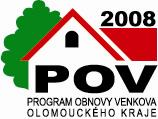 2008
POV
PROGRAM OBNOVY VENKOVA
OLOMOUCKÉHO KRAJE